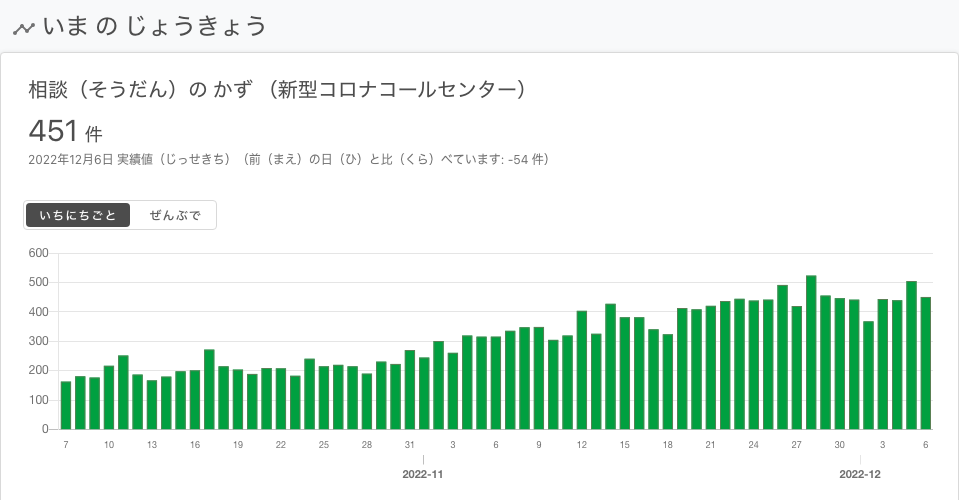 いま の じょうきょう
相談（そうだん）の かず （新型コロナコールセンター）
451 件
2022年12月6日 実績値（じっせきち）（前（まえ）の日（ひ）と比（くら）べています: -54 件）
いちにちごと ぜんぶで
600
500
400
300
200
100
0
7 10 13 16 19 22 25 28 31 3 6 9 12 15 18 21 24 27 30 3 6
2022-11 2022-12